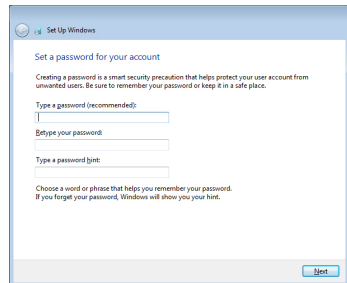 Set Up Windows
Set a password for your account
Creating a password is a smart security precaution that helps protect your user account from
unwanted users. Be sure to remember your password or keep it in a safe place.
Type a password (recommended):
Retype your password:
Type a password hint:
Choose a word or phrase that helps you remember your password.
If you forget your password, Windows will show you your hint.
Next